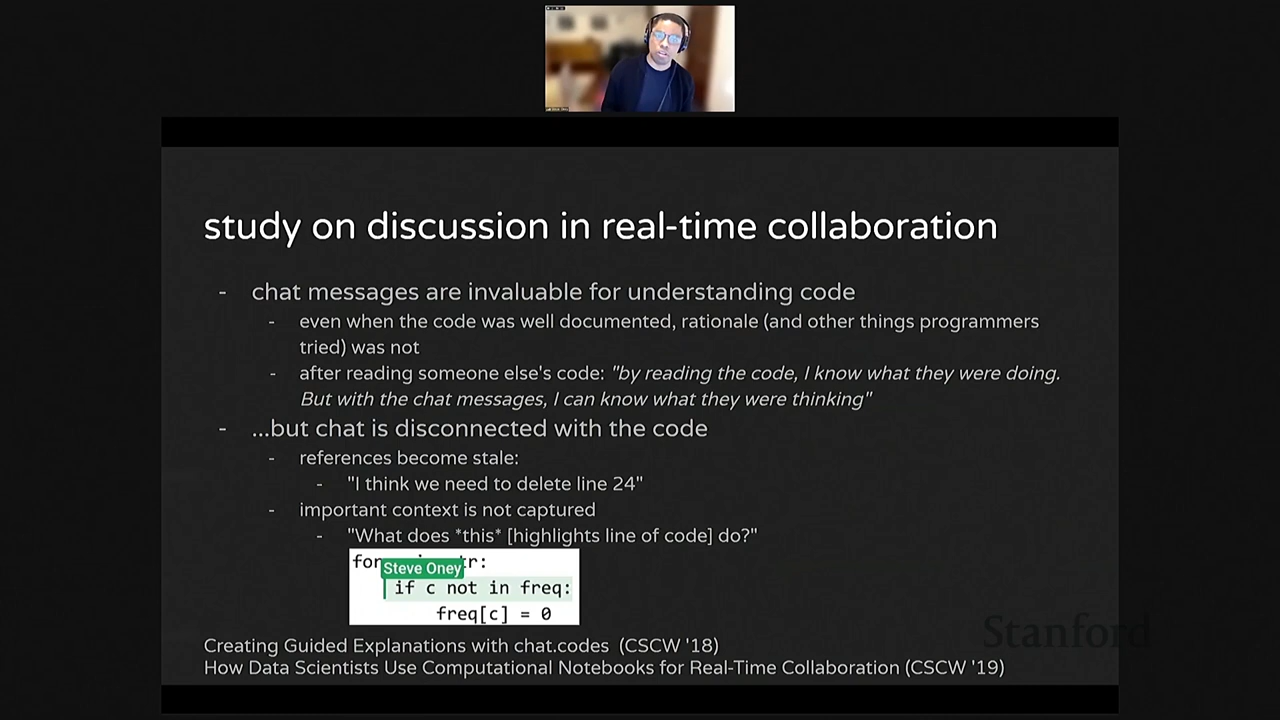 study on discussion in real-time collaboration
- chat messages are invaluable for understanding code
- even when the code was well documented, rationale (and other things programmers
tried) was not
- after reading someone else's code: "by reading the code, I know what they were doing.
But with the chat messages, I can know what they were thinking"
- ...but chat is disconnected with the code
- references become stale:
- "I think we need to delete line 24"
- important context is not captured
- "What does *this* [highlights line of code] do?"
for tr:
Steve Oney
if c not in freq:
freq[c] = 0
Stanford
Creating Guided Explanations with chat.codes (CSCW '18)
How Data Scientists Use Computational Notebooks for Real-Time Collaboration (CSCW '19)